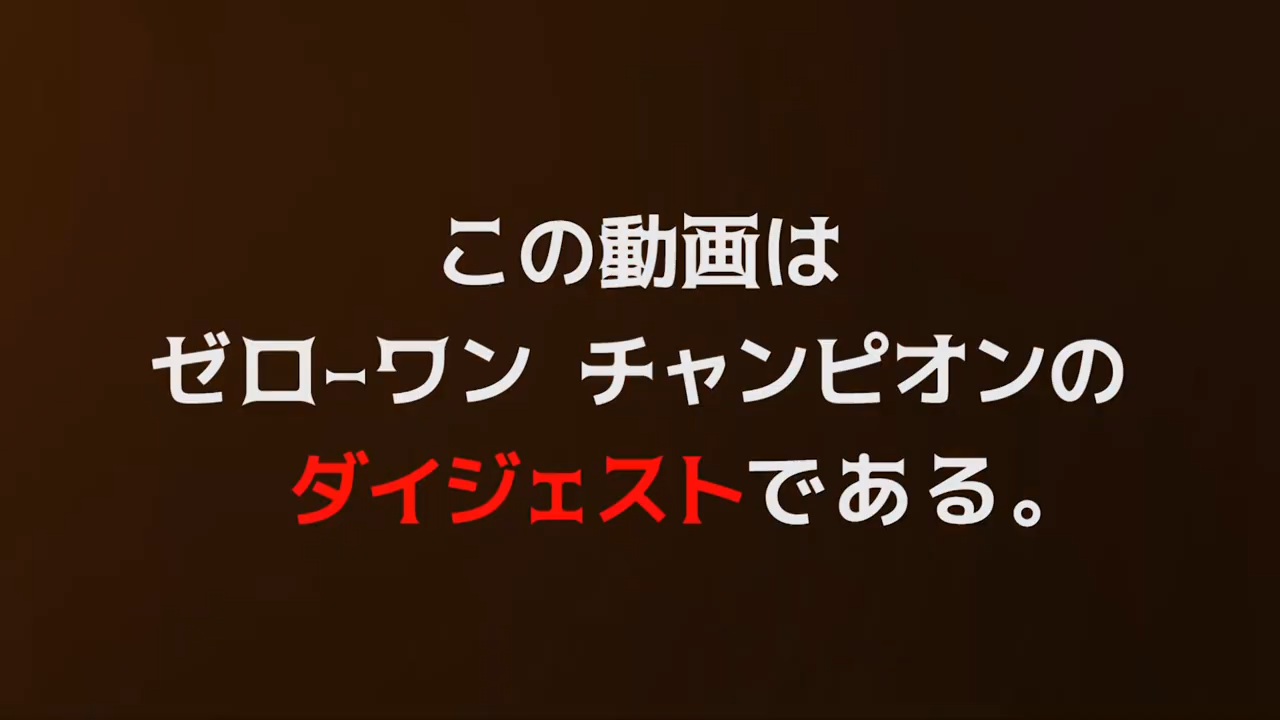 この動画は
ゼローワン チャンピオンの
ダイジェストである。